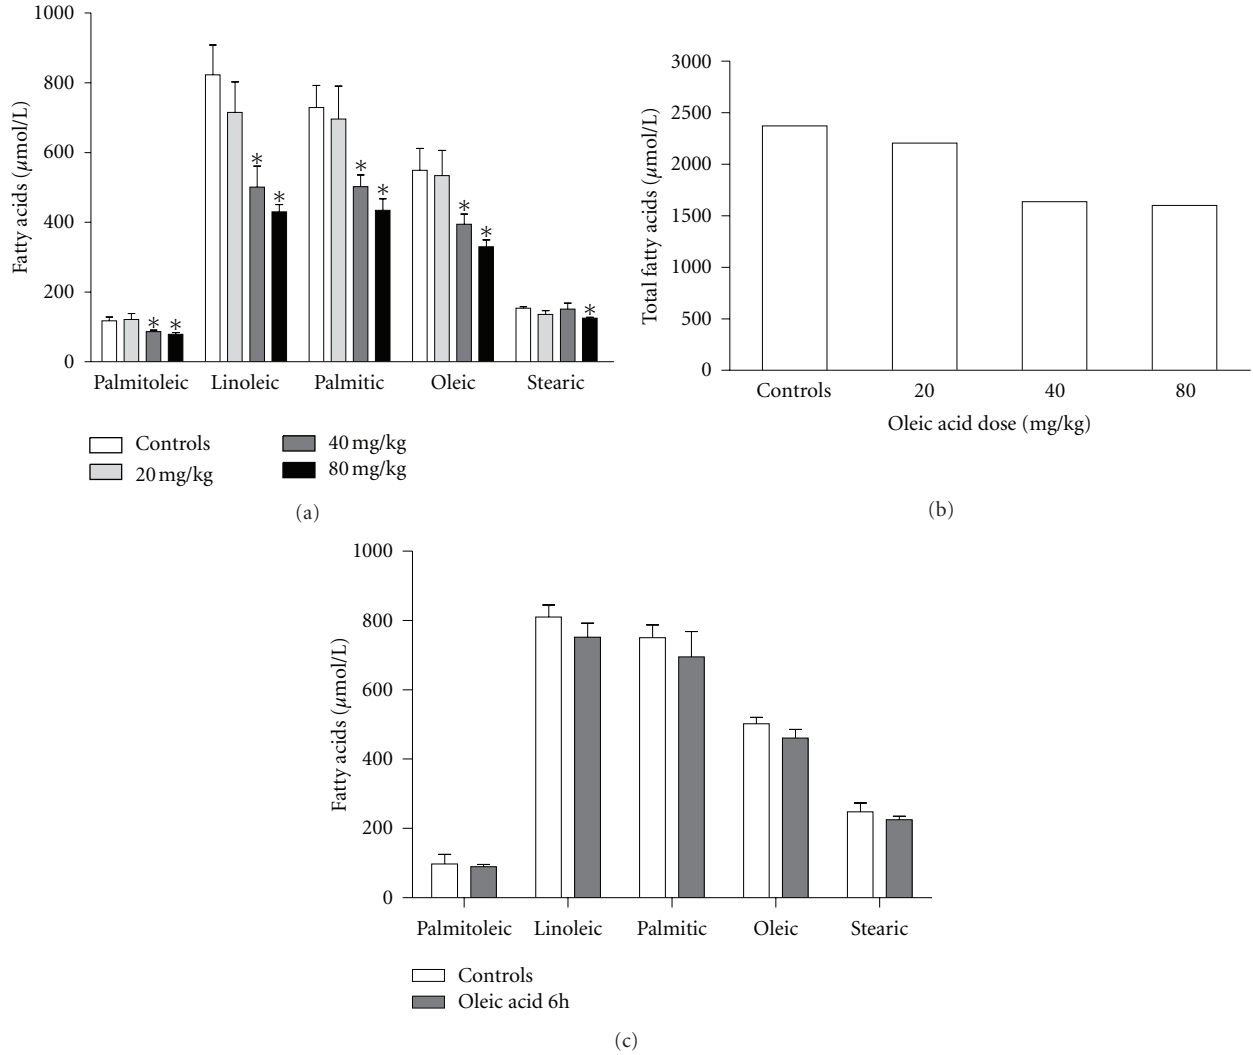 1000
800
600
400
200
0
Fatty acids (μmol/L)
* * * * * * * * *
Palmitoleic Linoleic Palmitic Oleic Stearic
Controls 40 mg/kg
20 mg/kg 80 mg/kg
(a)
3000
2500
2000
1500
1000
500
0
Total fatty acids (μmol/L)
Controls 20 40 80
Oleic acid dose (mg/kg)
(b)
1000
800
600
400
200
0
Fatty acids (μmol/L)
Palmitoleic Linoleic Palmitic Oleic Stearic
Controls
Oleic acid 6h
(c)